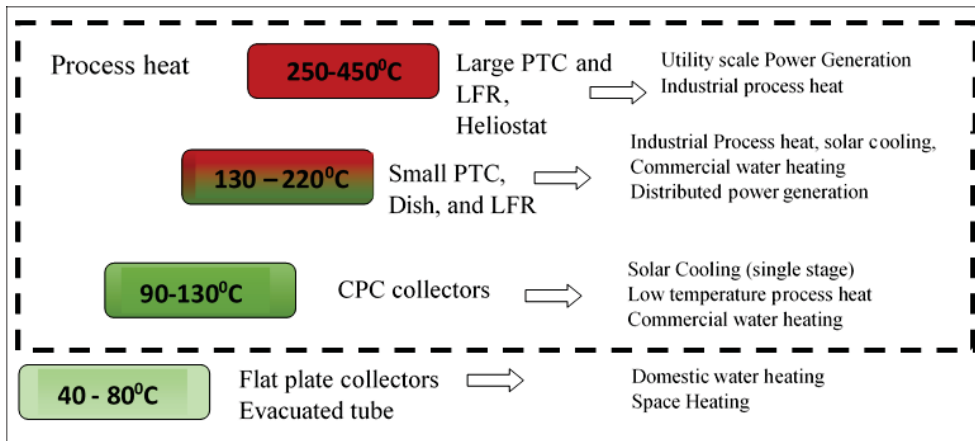 Process heat
250-450⁰C
Large PTC and
LFR,
Heliostat
Utility scale Power Generation
Industrial process heat
130 – 220⁰C
Small PTC,
Dish, and LFR
Industrial Process heat, solar cooling,
Commercial water heating
Distributed power generation
90-130⁰C
CPC collectors
Solar Cooling (single stage)
Low temperature process heat
Commercial water heating
40 - 80⁰C
Flat plate collectors
Evacuated tube
Domestic water heating
Space Heating